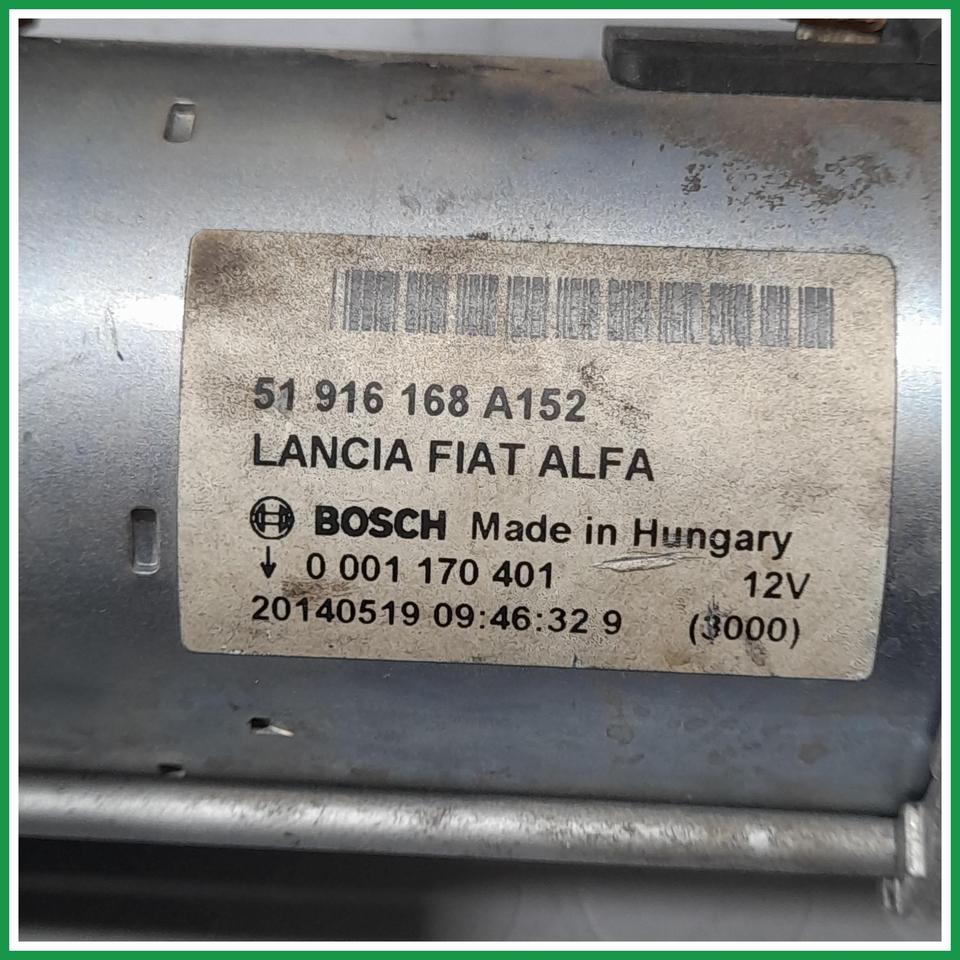 51 916 168 A152
LANCIA FIAT ALFA
BOSCH Made in Hungary
↓ 0 001 170 401 12V
20140519 09:46:32 9 (3000)